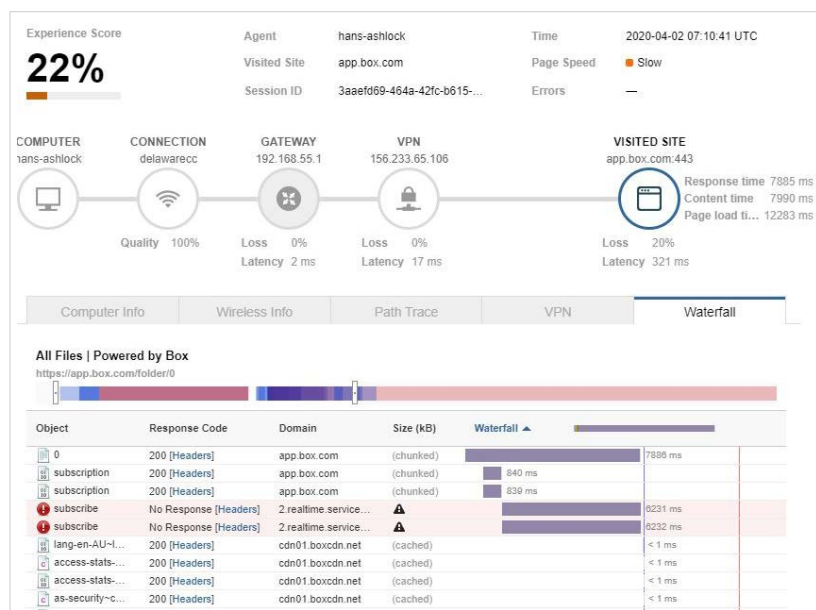 Experience Score
22%
Agent hans-ashlock
Visited Site app.box.com
Session ID 3aaefd69-464a-42fc-b615-...
Time 2020-04-02 07:10:41 UTC
Page Speed Slow
Errors —
COMPUTER
hans-ashlock
CONNECTION
delawarecc
Quality 100%
GATEWAY
192.168.55.1
Loss 0%
Latency 2 ms
VPN
156.233.65.106
Loss 0%
Latency 17 ms
VISITED SITE
app.box.com:443
Response time 7885 ms
Content time 7990 ms
Page load ti... 12283 ms
Loss 20%
Latency 321 ms
Computer Info Wireless Info Path Trace VPN Waterfall
All Files | Powered by Box
https://app.box.com/folder/0
Object Response Code Domain Size (kB) Waterfall
0 200 [Headers] app.box.com (chunked) 7886 ms
subscription 200 [Headers] app.box.com (chunked) 840 ms
subscription 200 [Headers] app.box.com (chunked) 839 ms
subscribe No Response [Headers] 2.realtime.service... 6231 ms
subscribe No Response [Headers] 2.realtime.service... 6232 ms
lang-en-AU~l... 200 [Headers] cdn01.boxcdn.net (cached) < 1 ms
access-stats-... 200 [Headers] cdn01.boxcdn.net (cached) < 1 ms
access-stats-... 200 [Headers] cdn01.boxcdn.net (cached) < 1 ms
as-security~c... 200 [Headers] cdn01.boxcdn.net (cached) < 1 ms